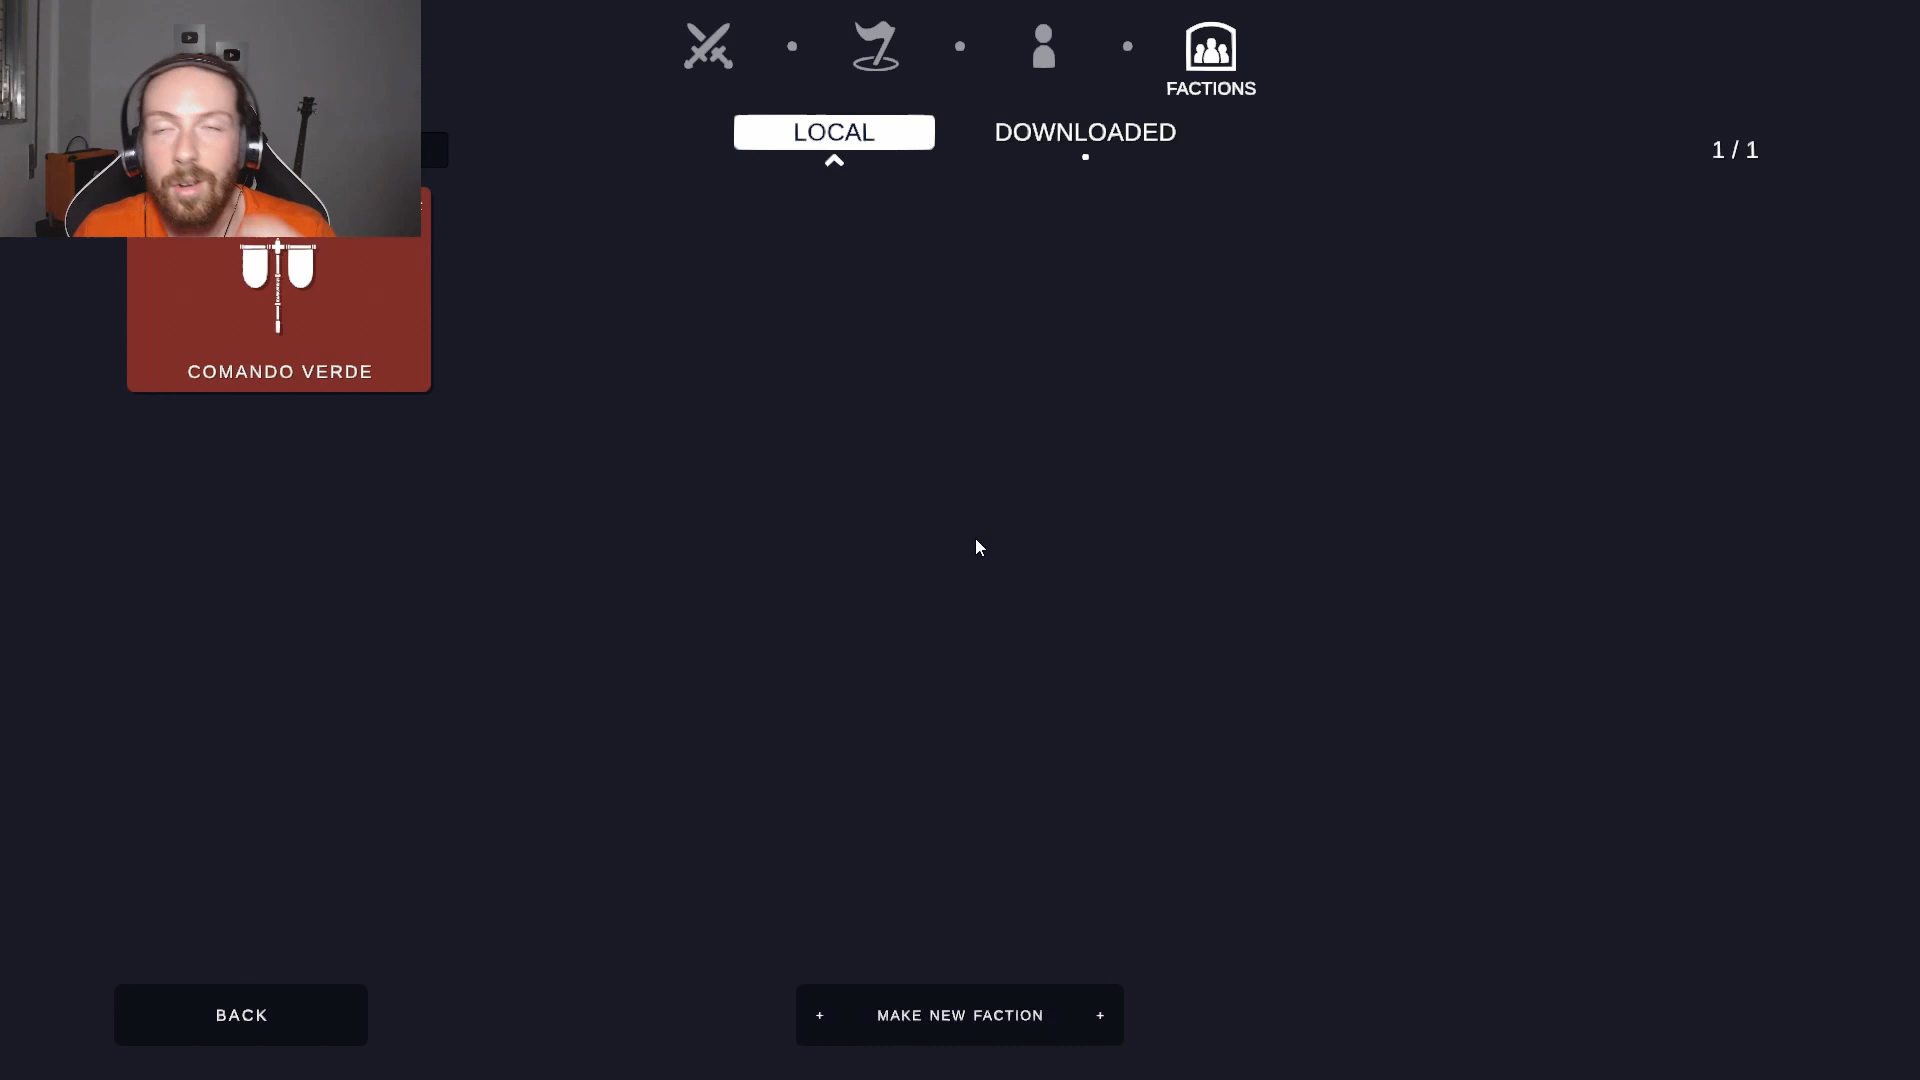 FACTIONS
LOCAL
DOWNLOADED
1 / 1
COMANDO VERDE
BACK
+ MAKE NEW FACTION +